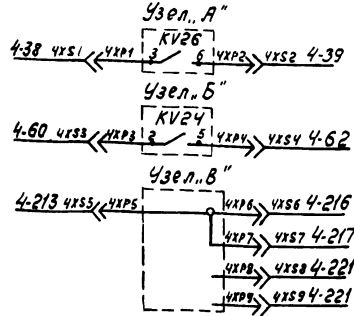 Узел „А"
KV26
4-38 4XS1 4XP1 3 6 4XP2 4XS2 4-39
Узел „Б"
KV24
4-60 4XS3 4XP3 2 5 4XP4 4XS4 4-62
Узел „В"
4-213 4XS5 4XP5 4XP6 4XS6 4-216
4XP7 4XS7 4-217
4XP8 4XS8 4-221
4XP9 4XS9 4-221